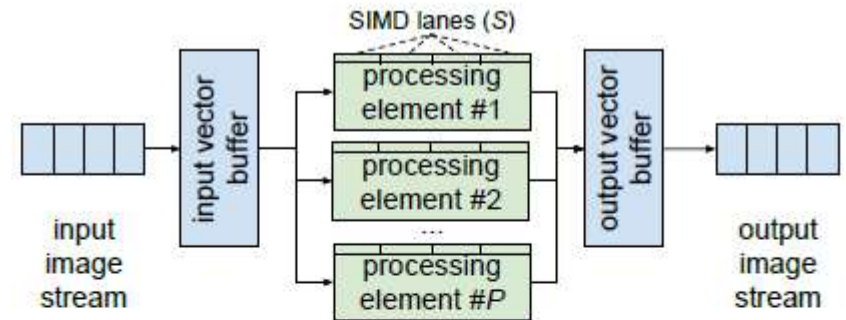 SIMD lanes (S)
processing
element #1
input vector
buffer
processing
element #2
...
processing
element #P
output vector
buffer
input
image
stream
output
image
stream